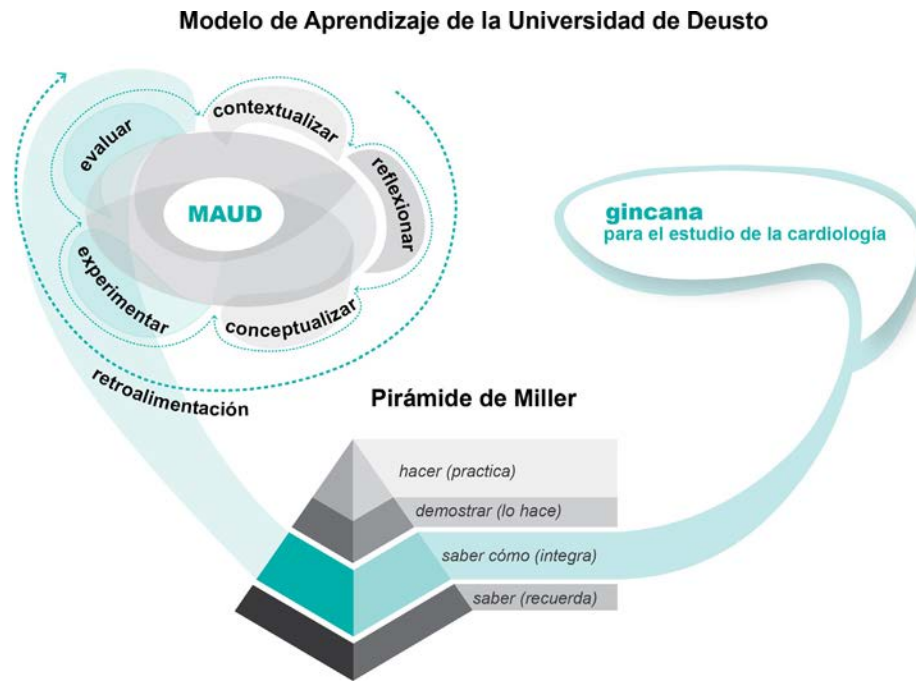 Modelo de Aprendizaje de la Universidad de Deusto
contextualizar
evaluar
reflexionar
MAUD
experimentar
conceptualizar
retroalimentación
gincana
para el estudio de la cardiología
Pirámide de Miller
hacer (practica)
demostrar (lo hace)
saber cómo (integra)
saber (recuerda)